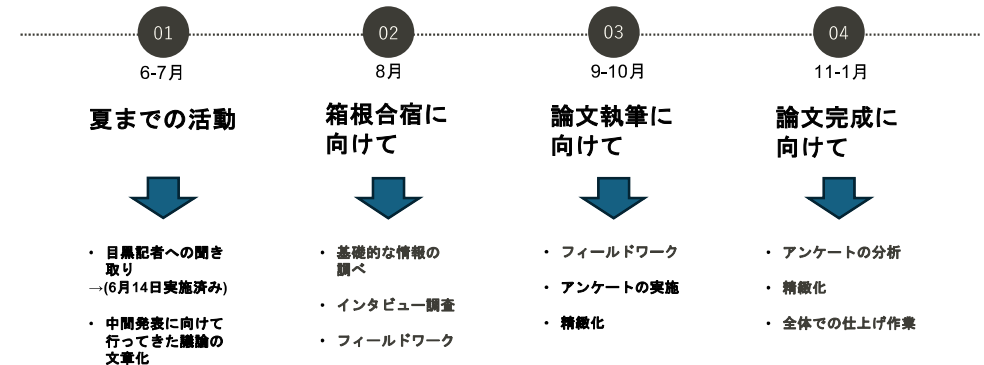 01
6-7月
夏までの活動
・ 目黒記者への聞き
取り
→(6月14日実施済み)
・ 中間発表に向けて
行ってきた議論の
文章化
02
8月
箱根合宿に
向けて
・ 基礎的な情報の
調べ
・ インタビュー調査
・ フィールドワーク
03
9-10月
論文執筆に
向けて
・ フィールドワーク
・ アンケートの実施
・ 精緻化
04
11-1月
論文完成に
向けて
・ アンケートの分析
・ 精緻化
・ 全体での仕上げ作業